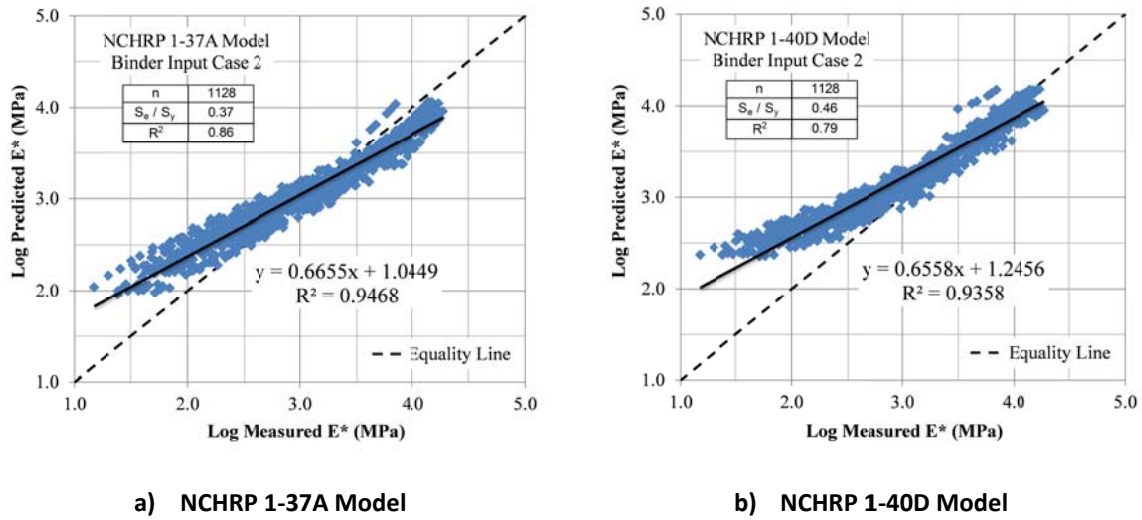 NCHRP 1-37A Model
Binder Input Case 2
n 1128
Se / Sy 0.37
R² 0.86
Log Predicted E* (MPa)
5.0
4.0
3.0
2.0
1.0
y = 0.6655x + 1.0449
R² = 0.9468
Equality Line
1.0 2.0 3.0 4.0 5.0
Log Measured E* (MPa)
a) NCHRP 1-37A Model
NCHRP 1-40D Model
Binder Input Case 2
n 1128
Se / Sy 0.46
R² 0.79
Log Predicted E* (MPa)
5.0
4.0
3.0
2.0
1.0
y = 0.6558x + 1.2456
R² = 0.9358
Equality Line
1.0 2.0 3.0 4.0 5.0
Log Measured E* (MPa)
b) NCHRP 1-40D Model